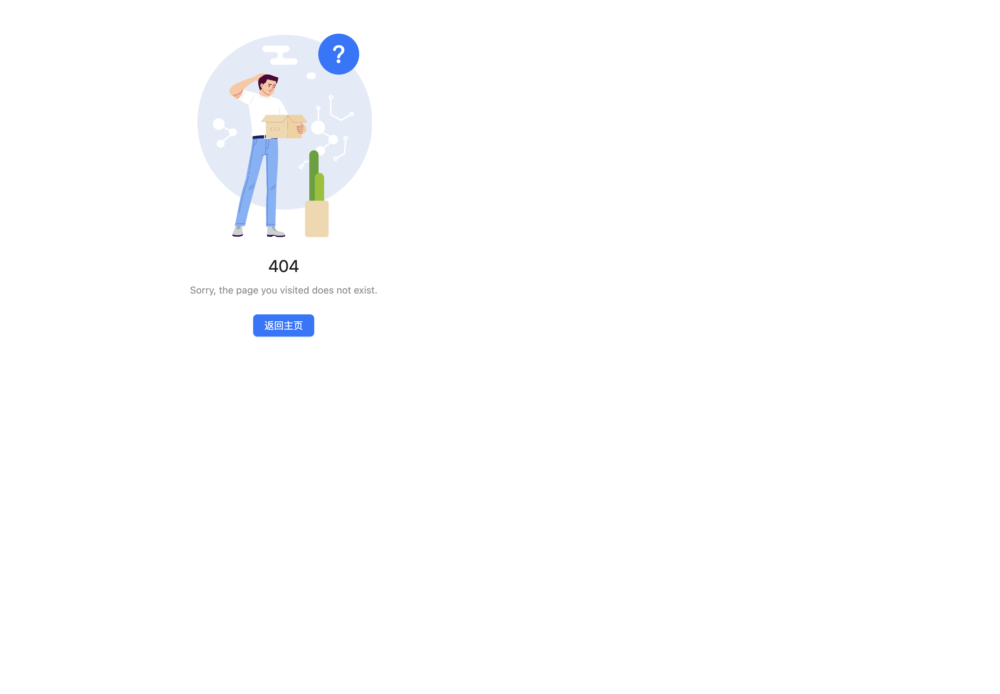 ?
</>
404
Sorry, the page you visited does not exist.
返回主页